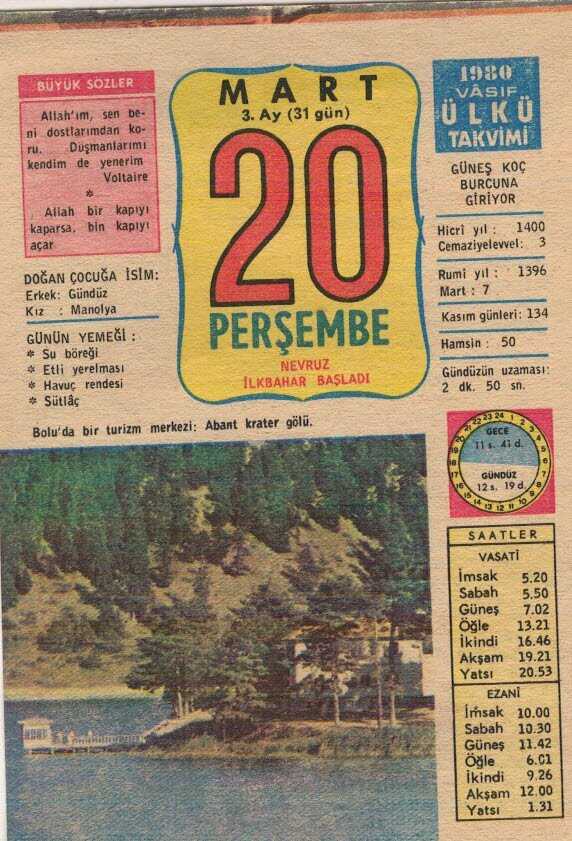 BÜYÜK SÖZLER
Allah'ım, sen be-
ni dostlarımdan ko-
ru. Düşmanlarımı
kendim de yenerim
Voltaire
*
Allah bir kapıyı
kaparsa, bin kapıyı
açar
DOĞAN ÇOCUĞA İSİM:
Erkek: Gündüz
Kız : Manolya
GÜNÜN YEMEĞİ :
* Su böreği
* Etli yerelması
* Havuç rendesi
* Sütlâç
MART
3. Ay (31 gün)
20
PERŞEMBE
NEVRUZ
İLKBAHAR BAŞLADI
1980
VÂSIF
ÜLKÜ
TAKVİMİ
GÜNEŞ KOÇ
BURCUNA
GİRİYOR
Hicrî yıl : 1400
Cemaziyelevvel: 3
Rumî yıl : 1396
Mart : 7
Kasım günleri: 134
Hamsin : 50
Gündüzün uzaması:
2 dk. 50 sn.
Bolu'da bir turizm merkezi: Abant krater gölü.
GECE
11 s. 41 d.
GÜNDÜZ
12 s. 19 d.
SAATLER
VASATİ
İmsak 5.20
Sabah 5.50
Güneş 7.02
Öğle 13.21
İkindi 16.46
Akşam 19.21
Yatsı 20.53
EZANİ
İmsak 10.00
Sabah 10.30
Güneş 11.42
Öğle 6.01
İkindi 9.26
Akşam 12.00
Yatsı 1.31